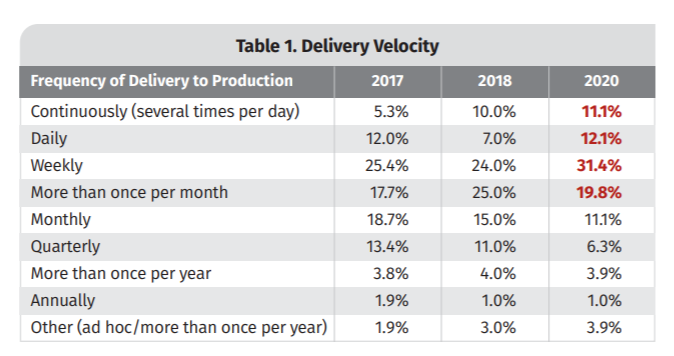 Table 1. Delivery Velocity
Frequency of Delivery to Production 2017 2018 2020
Continuously (several times per day) 5.3% 10.0% 11.1%
Daily 12.0% 7.0% 12.1%
Weekly 25.4% 24.0% 31.4%
More than once per month 17.7% 25.0% 19.8%
Monthly 18.7% 15.0% 11.1%
Quarterly 13.4% 11.0% 6.3%
More than once per year 3.8% 4.0% 3.9%
Annually 1.9% 1.0% 1.0%
Other (ad hoc/more than once per year) 1.9% 3.0% 3.9%